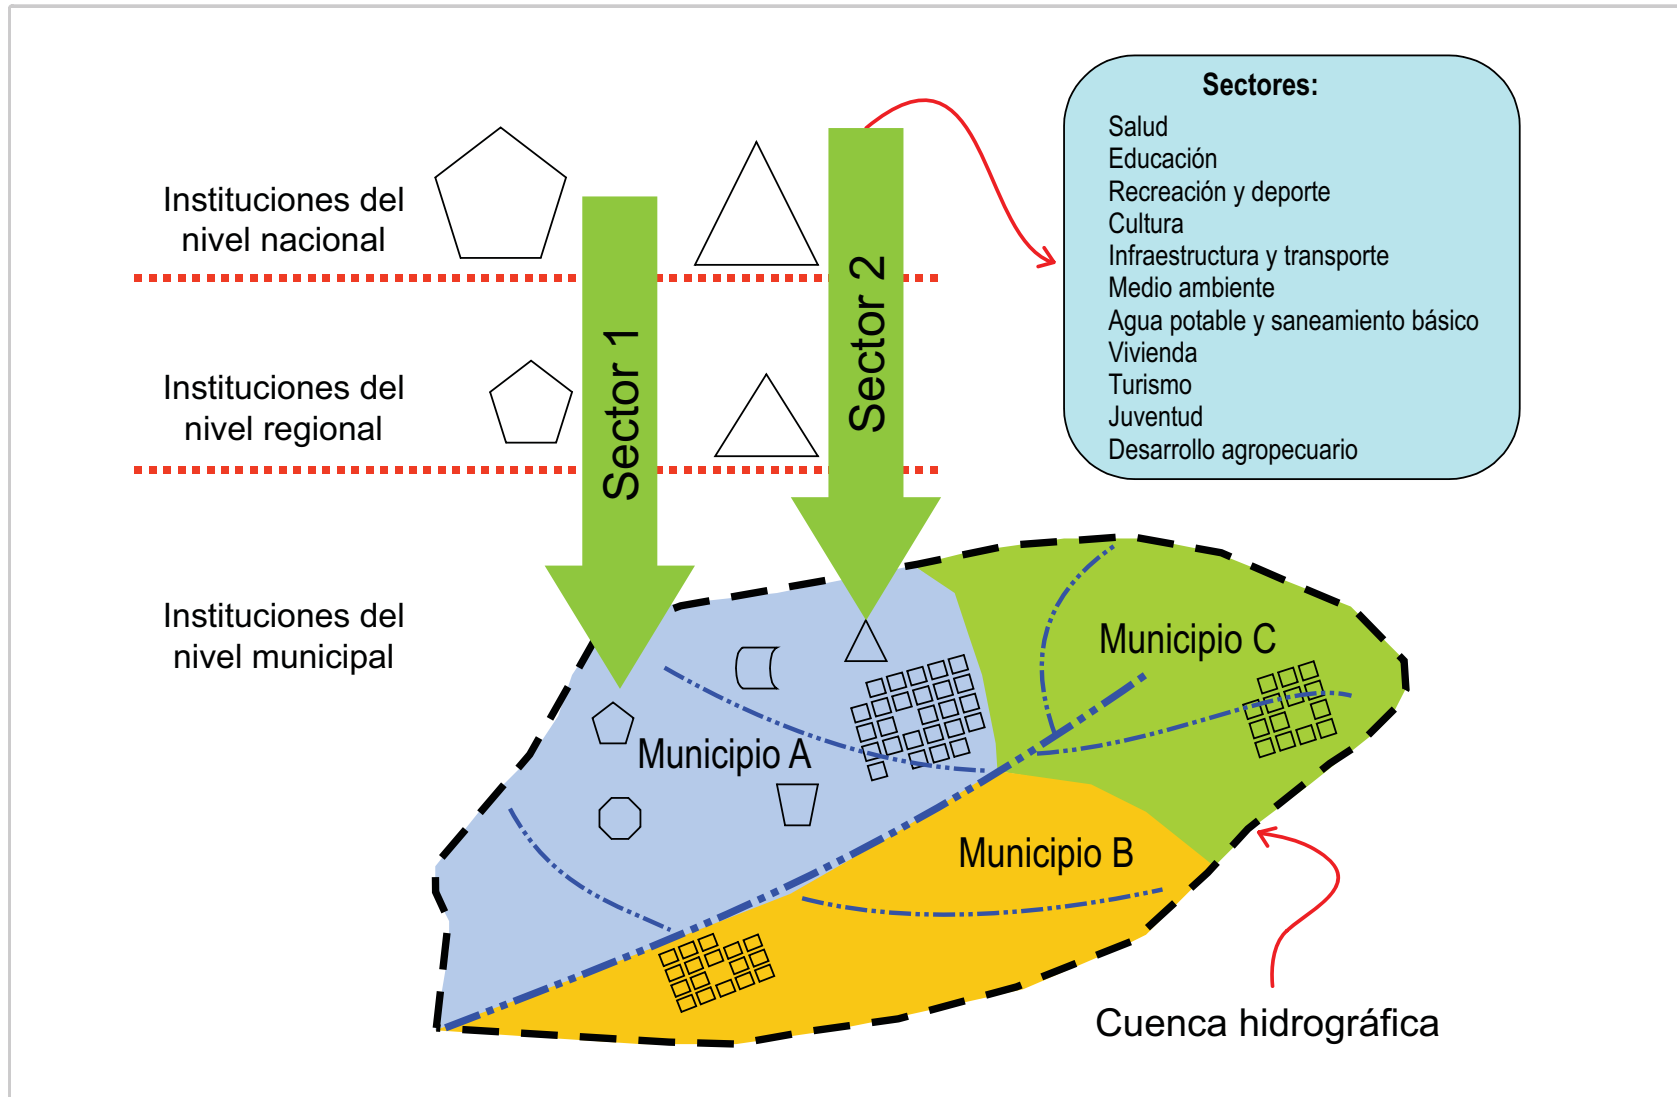 Sectores:
Salud
Educación
Recreación y deporte
Cultura
Infraestructura y transporte
Medio ambiente
Agua potable y saneamiento básico
Vivienda
Turismo
Juventud
Desarrollo agropecuario
Instituciones del
nivel nacional
Instituciones del
nivel regional
Instituciones del
nivel municipal
Sector 1
Sector 2
Municipio A
Municipio C
Municipio B
Cuenca hidrográfica